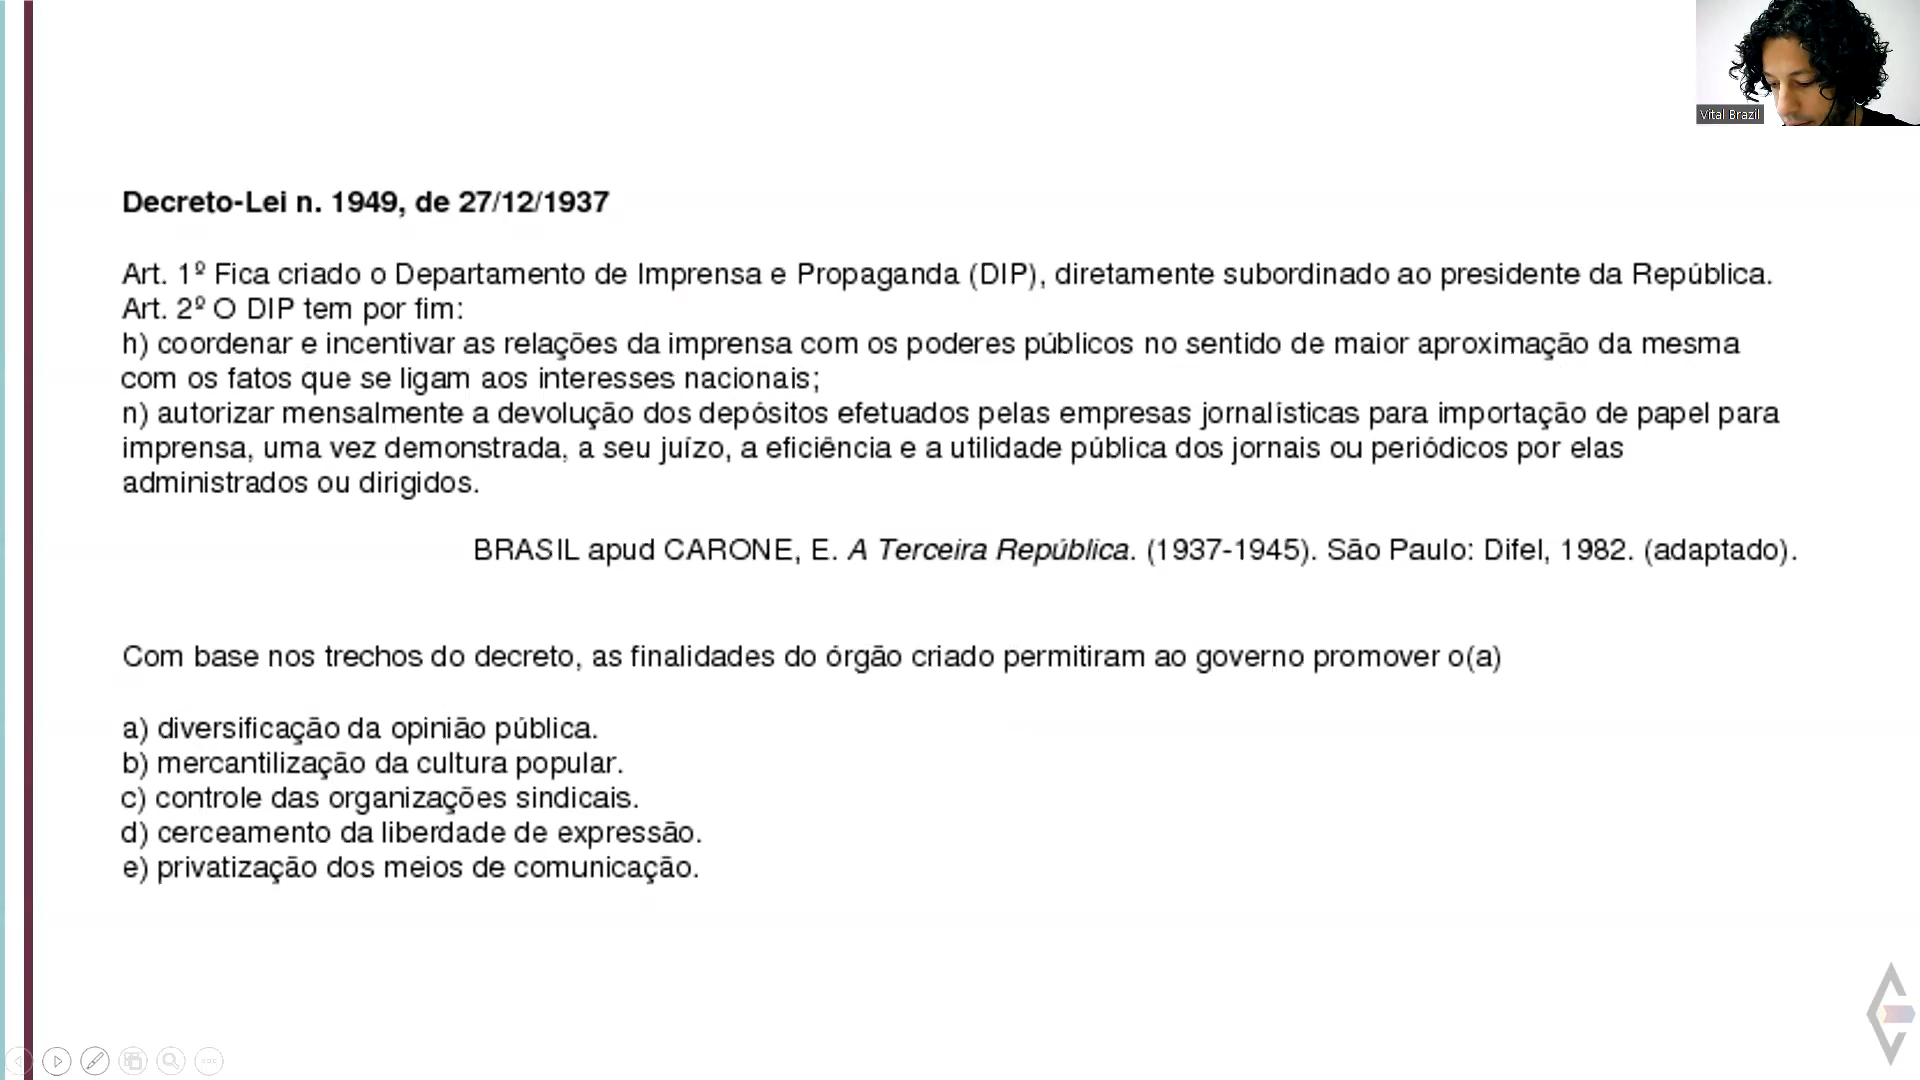 Vital Brazil
Decreto-Lei n. 1949, de 27/12/1937
Art. 1º Fica criado o Departamento de Imprensa e Propaganda (DIP), diretamente subordinado ao presidente da República.
Art. 2º O DIP tem por fim:
h) coordenar e incentivar as relações da imprensa com os poderes públicos no sentido de maior aproximação da mesma
com os fatos que se ligam aos interesses nacionais;
n) autorizar mensalmente a devolução dos depósitos efetuados pelas empresas jornalísticas para importação de papel para
imprensa, uma vez demonstrada, a seu juízo, a eficiência e a utilidade pública dos jornais ou periódicos por elas
administrados ou dirigidos.
BRASIL apud CARONE, E. A Terceira República. (1937-1945). São Paulo: Difel, 1982. (adaptado).
Com base nos trechos do decreto, as finalidades do órgão criado permitiram ao governo promover o(a)
a) diversificação da opinião pública.
b) mercantilização da cultura popular.
c) controle das organizações sindicais.
d) cerceamento da liberdade de expressão.
e) privatização dos meios de comunicação.